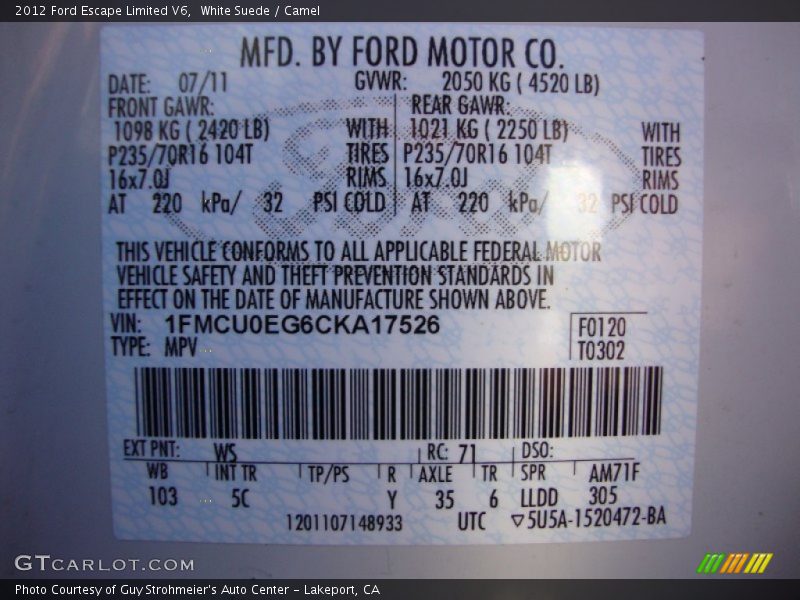 2012 Ford Escape Limited V6,  White Suede / Camel
MFD. BY FORD MOTOR CO.
DATE: 07/11 GVWR: 2050 KG ( 4520 LB)
FRONT GAWR: REAR GAWR:
1098 KG ( 2420 LB) WITH 1021 KG ( 2250 LB) WITH
P235/70R16 104T TIRES P235/70R16 104T TIRES
16x7.0J RIMS 16x7.0J RIMS
AT 220 kPa/ 32 PSI COLD AT 220 kPa/ 32 PSI COLD
THIS VEHICLE CONFORMS TO ALL APPLICABLE FEDERAL MOTOR
VEHICLE SAFETY AND THEFT PREVENTION STANDARDS IN
EFFECT ON THE DATE OF MANUFACTURE SHOWN ABOVE.
VIN: 1FMCU0EG6CKA17526 F0120
TYPE: MPV T0302
EXT PNT: WS RC: 71 DSO:
WB INT TR TP/PS R AXLE TR SPR AM71F
103 5C Y 35 6 LLDD 305
1201107148933 UTC ▽5U5A-1520472-BA
GTCARLOT.COM
Photo Courtesy of Guy Strohmeier's Auto Center – Lakeport, CA